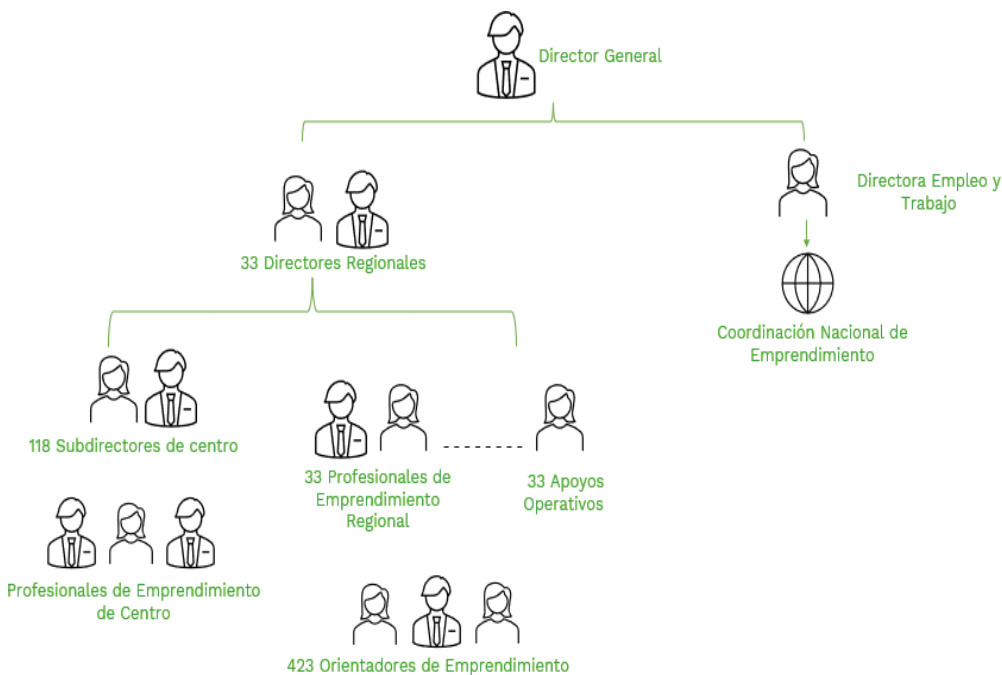 Director General
Directora Empleo y
Trabajo
33 Directores Regionales
Coordinación Nacional de
Emprendimiento
118 Subdirectores de centro
33 Profesionales de
Emprendimiento
Regional
33 Apoyos
Operativos
Profesionales de Emprendimiento
de Centro
423 Orientadores de Emprendimiento